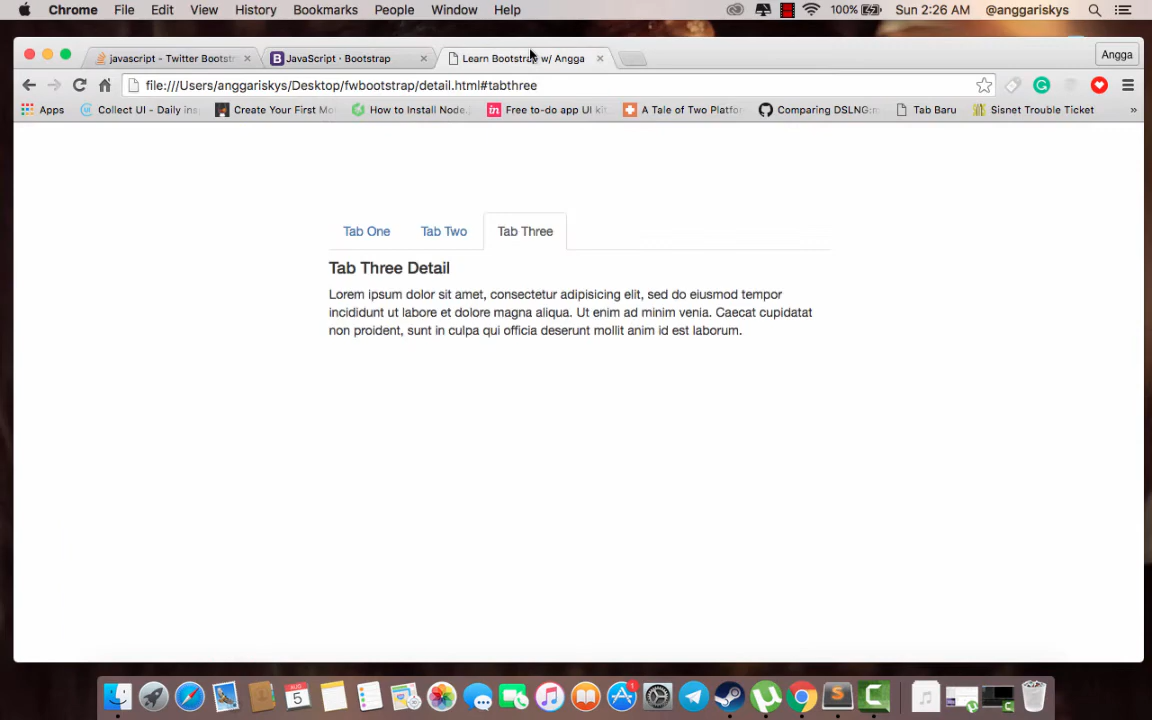 Chrome File Edit View History Bookmarks People Window Help 100% Sun 2:26 AM @anggariskys
javascript - Twitter Bootstr JavaScript · Bootstrap Learn Bootstrap w/ Angga Angga
file:///Users/anggariskys/Desktop/fwbootstrap/detail.html#tabthree
Apps Collect UI - Daily ins Create Your First Mo How to Install Node. Free to-do app UI kit A Tale of Two Platfor Comparing DSLNG:m Tab Baru Sisnet Trouble Ticket »
Tab One Tab Two Tab Three
Tab Three Detail
Lorem ipsum dolor sit amet, consectetur adipisicing elit, sed do eiusmod tempor
incididunt ut labore et dolore magna aliqua. Ut enim ad minim venia. Caecat cupidatat
non proident, sunt in culpa qui officia deserunt mollit anim id est laborum.
AUG
5
1